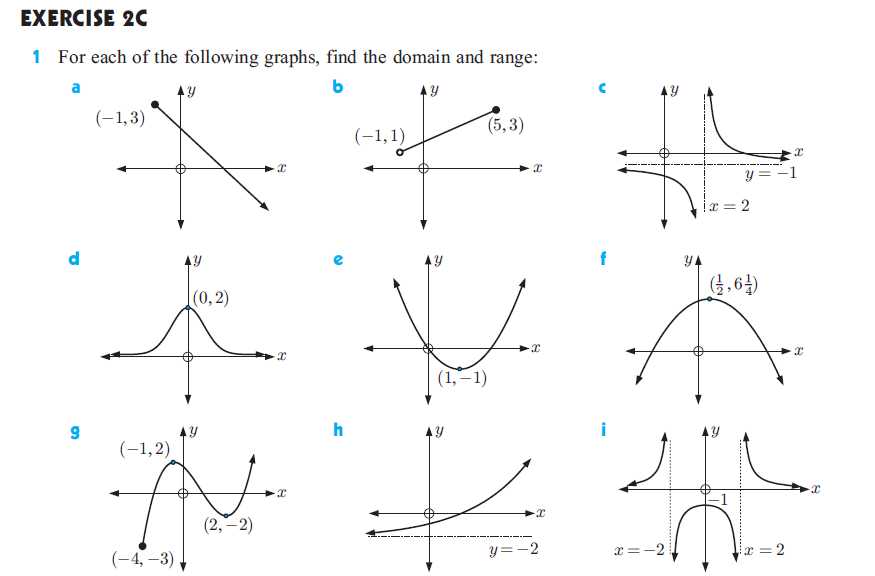 EXERCISE 2C
1 For each of the following graphs, find the domain and range:
a
y
(−1,3)
x
b
y
(−1,1)
(5,3)
x
c
y
x
y = −1
x = 2
d
y
(0,2)
x
e
y
x
(1,−1)
f
y
(½,6¼)
x
g
y
(−1,2)
x
(2,−2)
(−4,−3)
h
y
x
y=−2
i
y
x
−1
x=−2
x=2